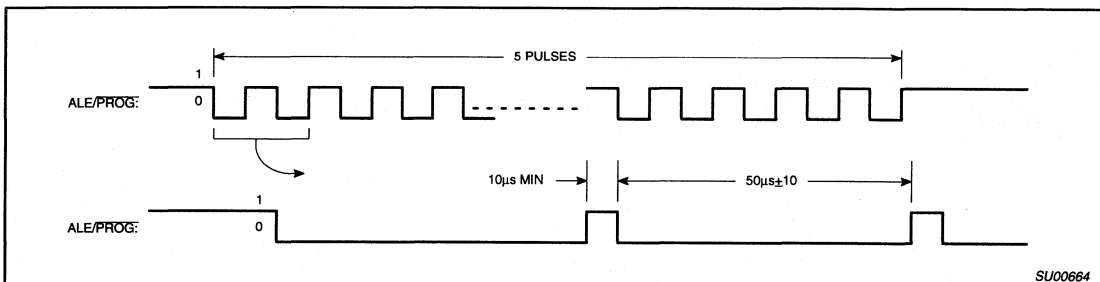 5 PULSES
1
ALE/PROG:
0
10µs MIN
50µs±10
1
ALE/PROG:
0
SU00664